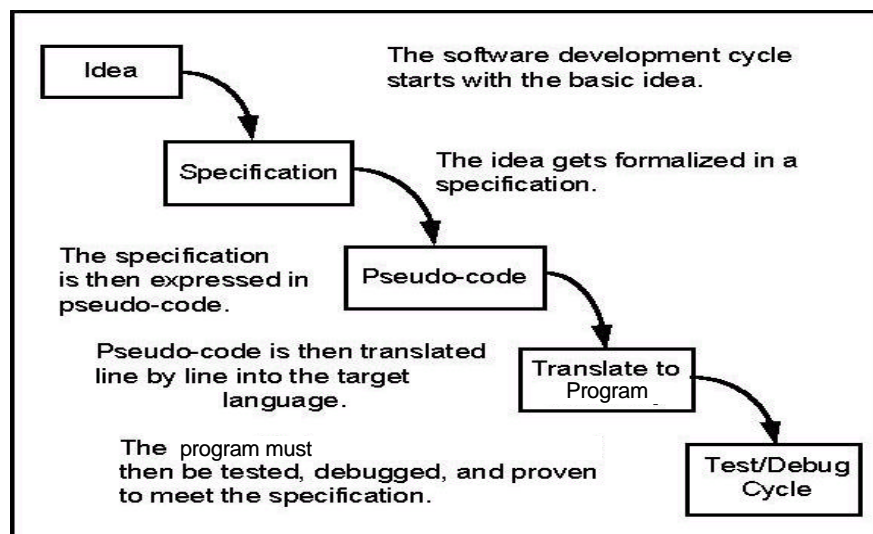 Idea
The software development cycle
starts with the basic idea.
Specification
The idea gets formalized in a
specification.
The specification
is then expressed in
pseudo-code.
Pseudo-code
Pseudo-code is then translated
line by line into the target
language.
Translate to
Program
The program must
then be tested, debugged, and proven
to meet the specification.
Test/Debug
Cycle